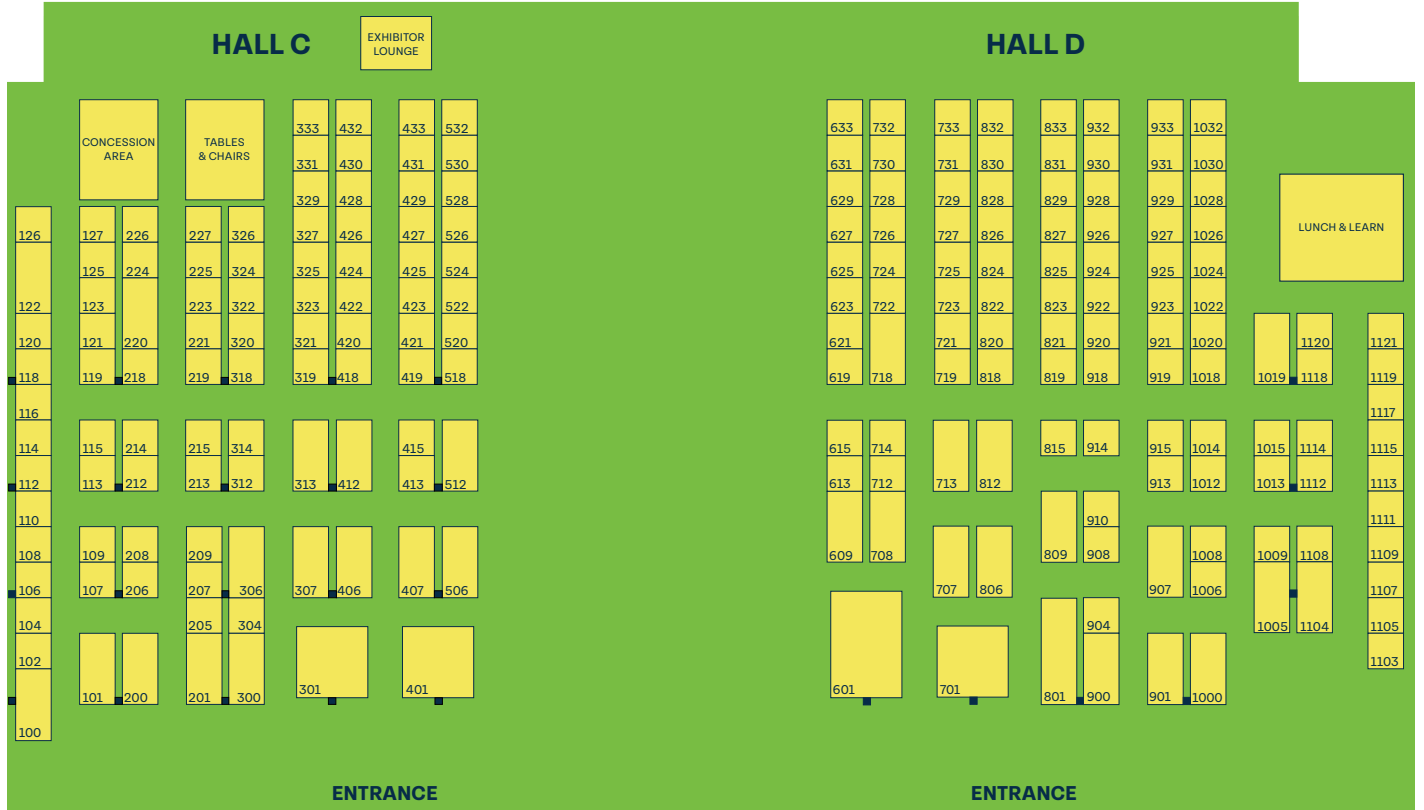 HALL C
EXHIBITOR
LOUNGE
HALL D
CONCESSION
AREA
TABLES
& CHAIRS
333 432 433 532 633 732 733 832 833 932 933 1032
331 430 431 530 631 730 731 830 831 930 931 1030
329 428 429 528 629 728 729 828 829 928 929 1028
LUNCH & LEARN
126 127 226 227 326 327 426 427 526 627 726 727 826 827 926 927 1026
125 224 225 324 325 424 425 524 625 724 725 824 825 924 925 1024
122 123 223 322 323 422 423 522 623 722 723 822 823 922 923 1022
120 121 220 221 320 321 420 421 520 621 721 820 821 920 921 1020 1120 1121
118 119 218 219 318 319 418 419 518 619 718 719 818 819 918 919 1018 1019 1118 1119
116 1117
114 115 214 215 314 415 615 714 815 914 915 1014 1015 1114 1115
112 113 212 213 312 313 412 413 512 613 712 713 812 913 1012 1013 1112 1113
110 910 1111
108 109 208 209 609 708 809 908 1008 1009 1108 1109
106 107 206 207 306 307 406 407 506 707 806 907 1006 1107
104 205 304 904 1005 1104 1105
102 1103
101 200 201 300 301 401 601 701 801 900 901 1000
100
ENTRANCE ENTRANCE